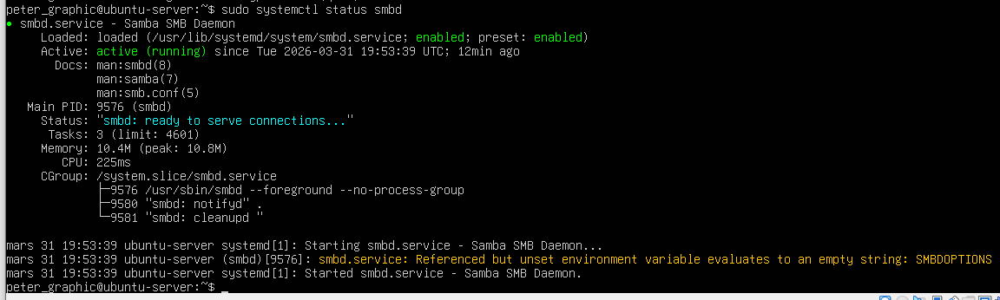 peter_graphic@ubuntu-server:~$ sudo systemctl status smbd
● smbd.service - Samba SMB Daemon
     Loaded: loaded (/usr/lib/systemd/system/smbd.service; enabled; preset: enabled)
     Active: active (running) since Tue 2026-03-31 19:53:39 UTC; 12min ago
       Docs: man:smbd(8)
             man:samba(7)
             man:smb.conf(5)
   Main PID: 9576 (smbd)
     Status: "smbd: ready to serve connections..."
      Tasks: 3 (limit: 4601)
     Memory: 10.4M (peak: 10.8M)
        CPU: 225ms
     CGroup: /system.slice/smbd.service
             ├─9576 /usr/sbin/smbd --foreground --no-process-group
             ├─9580 "smbd: notifyd" .
             └─9581 "smbd: cleanupd "
mars 31 19:53:39 ubuntu-server systemd[1]: Starting smbd.service - Samba SMB Daemon...
mars 31 19:53:39 ubuntu-server (smbd)[9576]: smbd.service: Referenced but unset environment variable evaluates to an empty string: SMBDOPTIONS
mars 31 19:53:39 ubuntu-server systemd[1]: Started smbd.service - Samba SMB Daemon.
peter_graphic@ubuntu-server:~$ _